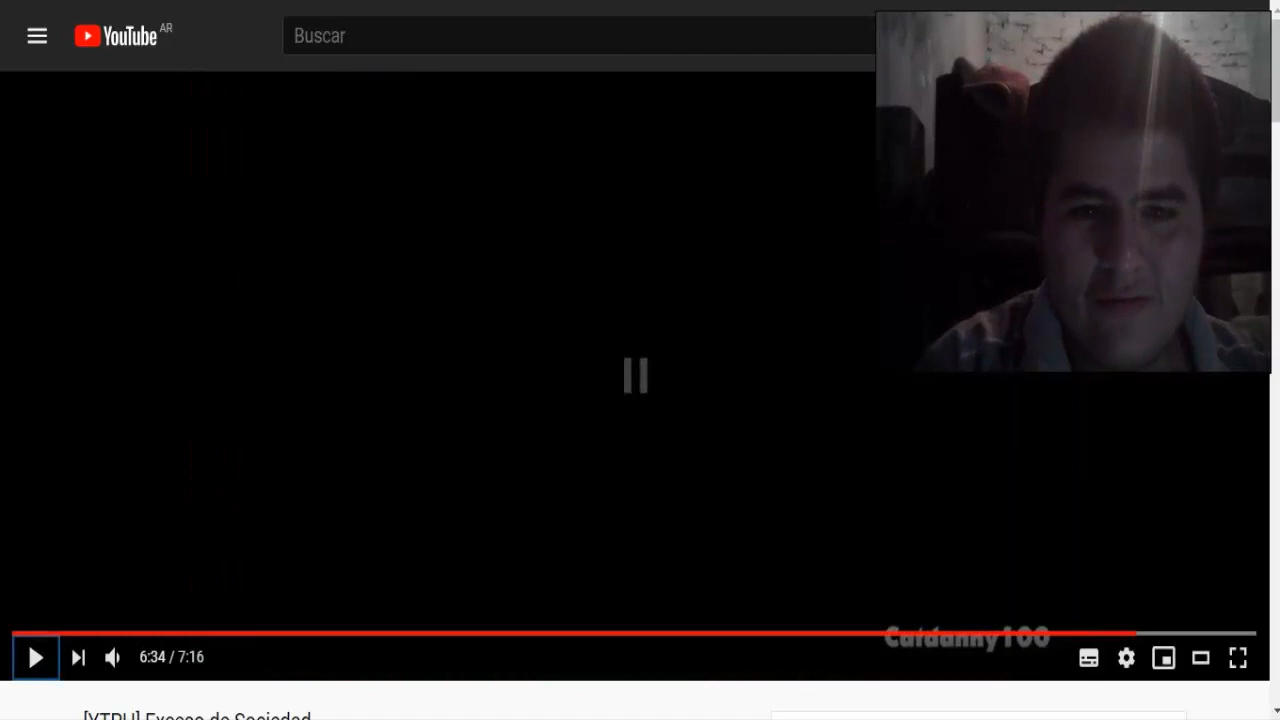 YouTube AR
Buscar
Catdanny100
6:34 / 7:16
[YTPH] Exceso de Sociedad